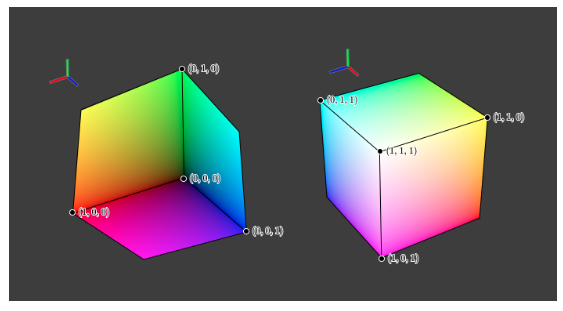 (0, 1, 0)
(0, 0, 0)
(1, 0, 0)
(0, 0, 1)
(0, 1, 1)
(1, 1, 0)
(1, 1, 1)
(1, 0, 1)